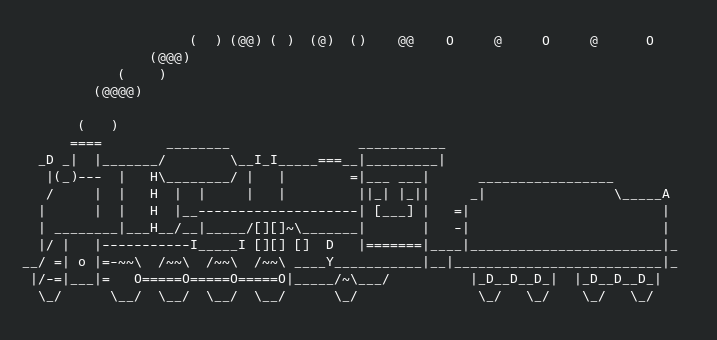 (  ) (@@) ( )  (@)  ()    @@    O     @     O     @      O
(@@@)
(    )
(@@@@)
(   )
====        ________                ___________
_D _|  |_______/        \__I_I_____===__|_________|
|(_)---  |   H\________/ |   |        =|___ ___|      _________________
/     |  |   H  |  |     |   |         ||_| |_||     _|                \_____A
|      |  |   H  |__--------------------| [___] |   =|                        |
| ________|___H__/__|_____/[][]~\_______|       |   -|                        |
|/ |   |-----------I_____I [][] []  D   |=======|____|________________________|_
__/ =| o |=-~~\  /~~\  /~~\  /~~\ ____Y___________|__|__________________________|_
|/-=|___|=   O=====O=====O=====O|_____/~\___/          |_D__D__D_|  |_D__D__D_|
\_/      \__/  \__/  \__/  \__/      \_/               \_/   \_/    \_/   \_/